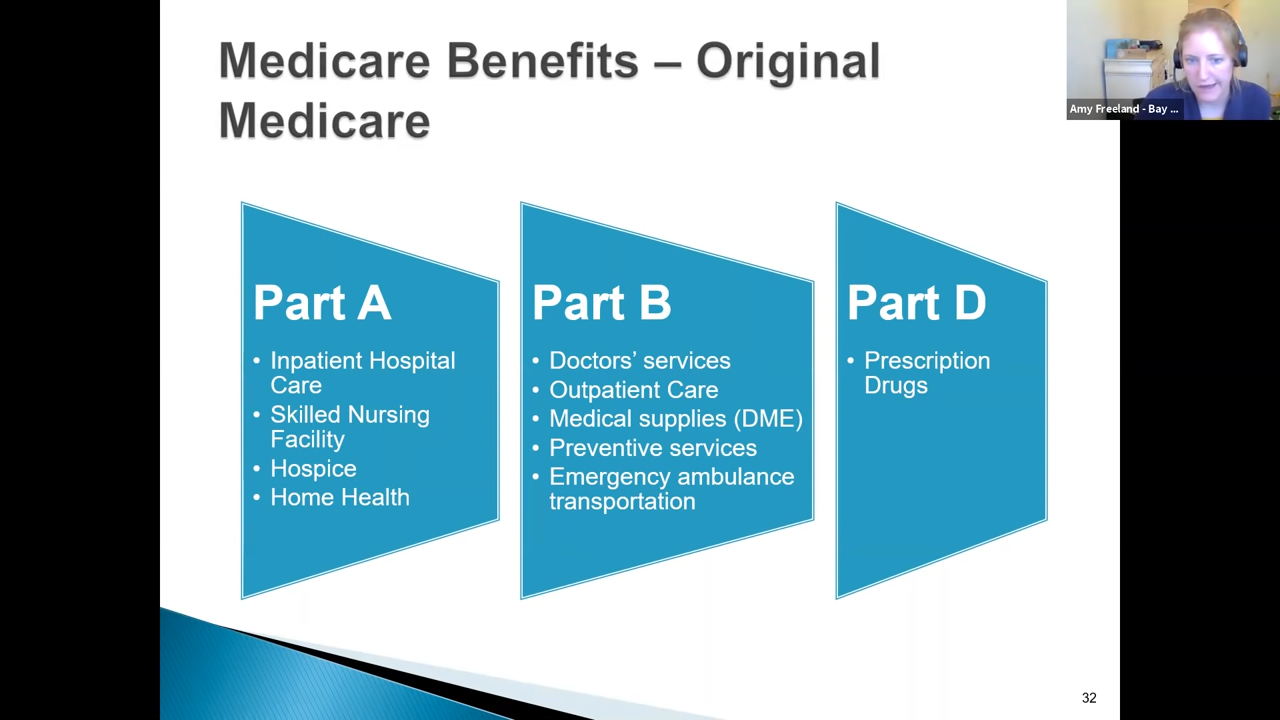 Medicare Benefits – Original
Medicare
Amy Freeland - Bay ...
Part A
• Inpatient Hospital
Care
• Skilled Nursing
Facility
• Hospice
• Home Health
Part B
• Doctors’ services
• Outpatient Care
• Medical supplies (DME)
• Preventive services
• Emergency ambulance
transportation
Part D
• Prescription
Drugs
32